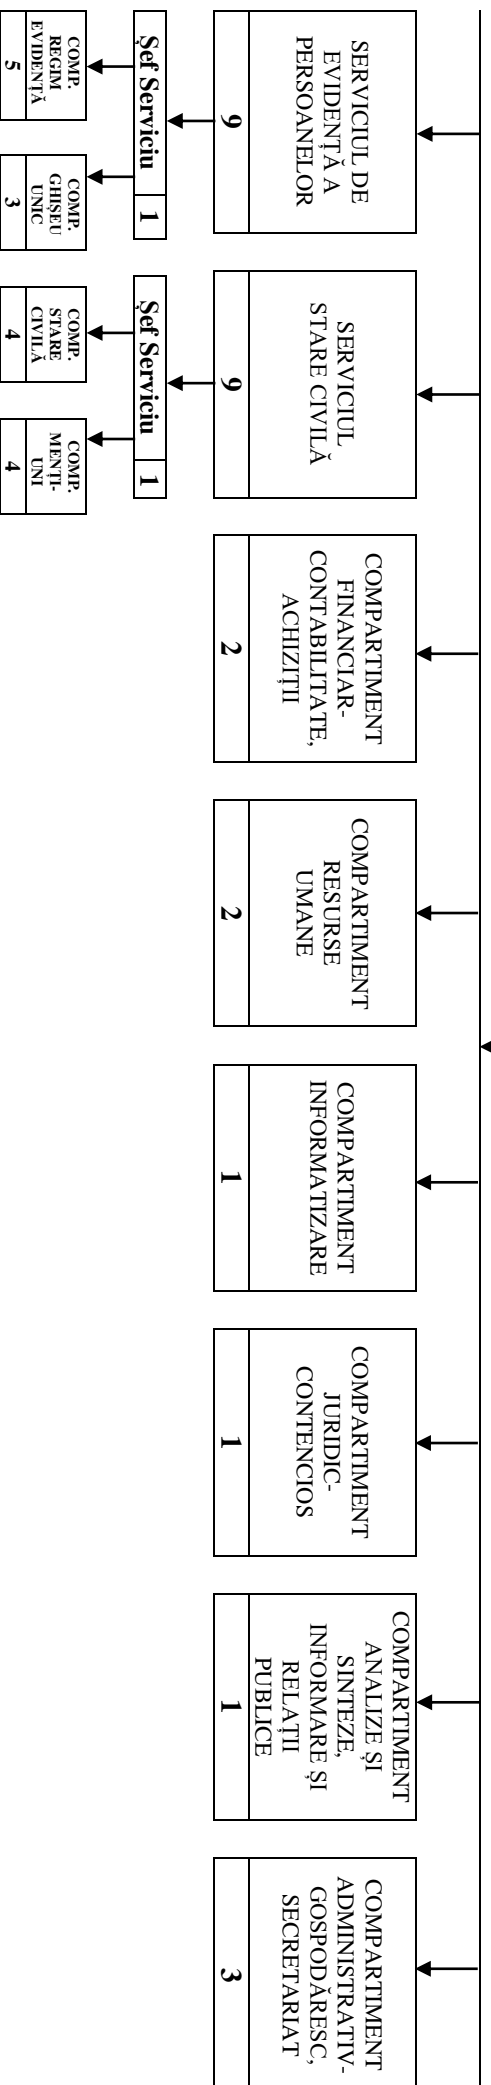 SERVICIUL DE
EVIDENȚĂ A
PERSOANELOR
9
Șef Serviciu 1
COMP.
REGIM
EVIDENȚĂ
5
COMP.
GHIȘEU
UNIC
3
SERVICIUL
STARE CIVILĂ
9
Șef Serviciu 1
COMP.
STARE
CIVILĂ
4
COMP.
MENȚI-
UNI
4
COMPARTIMENT
FINANCIAR-
CONTABILITATE,
ACHIZIȚII
2
COMPARTIMENT
RESURSE
UMANE
2
COMPARTIMENT
INFORMATIZARE
1
COMPARTIMENT
JURIDIC-
CONTENCIOS
1
COMPARTIMENT
ANALIZE ȘI
SINTEZE,
INFORMARE ȘI
RELAȚII
PUBLICE
1
COMPARTIMENT
ADMINISTRATIV-
GOSPODĂRESC,
SECRETARIAT
3